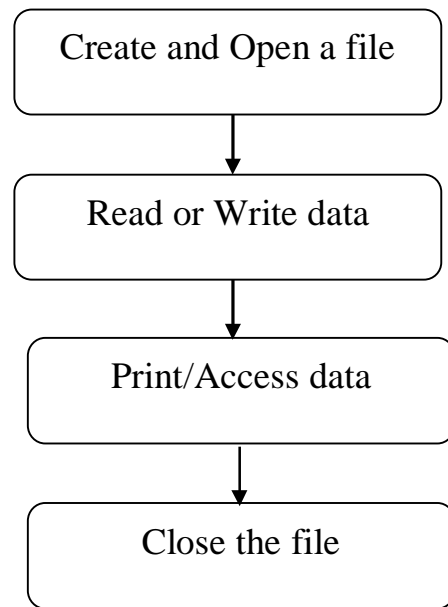 Create and Open a file
Read or Write data
Print/Access data
Close the file